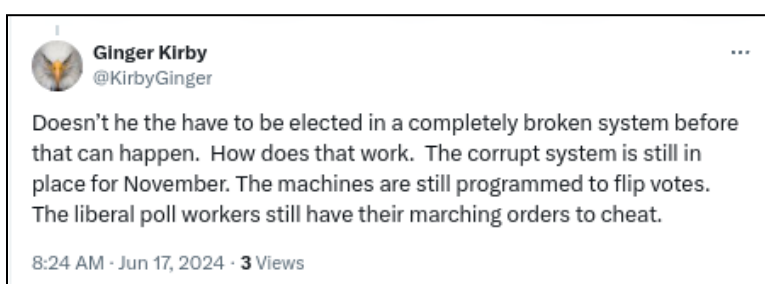 Ginger Kirby
@KirbyGinger
Doesn’t he the have to be elected in a completely broken system before
that can happen.  How does that work.  The corrupt system is still in
place for November. The machines are still programmed to flip votes.
The liberal poll workers still have their marching orders to cheat.
8:24 AM · Jun 17, 2024 · 3 Views